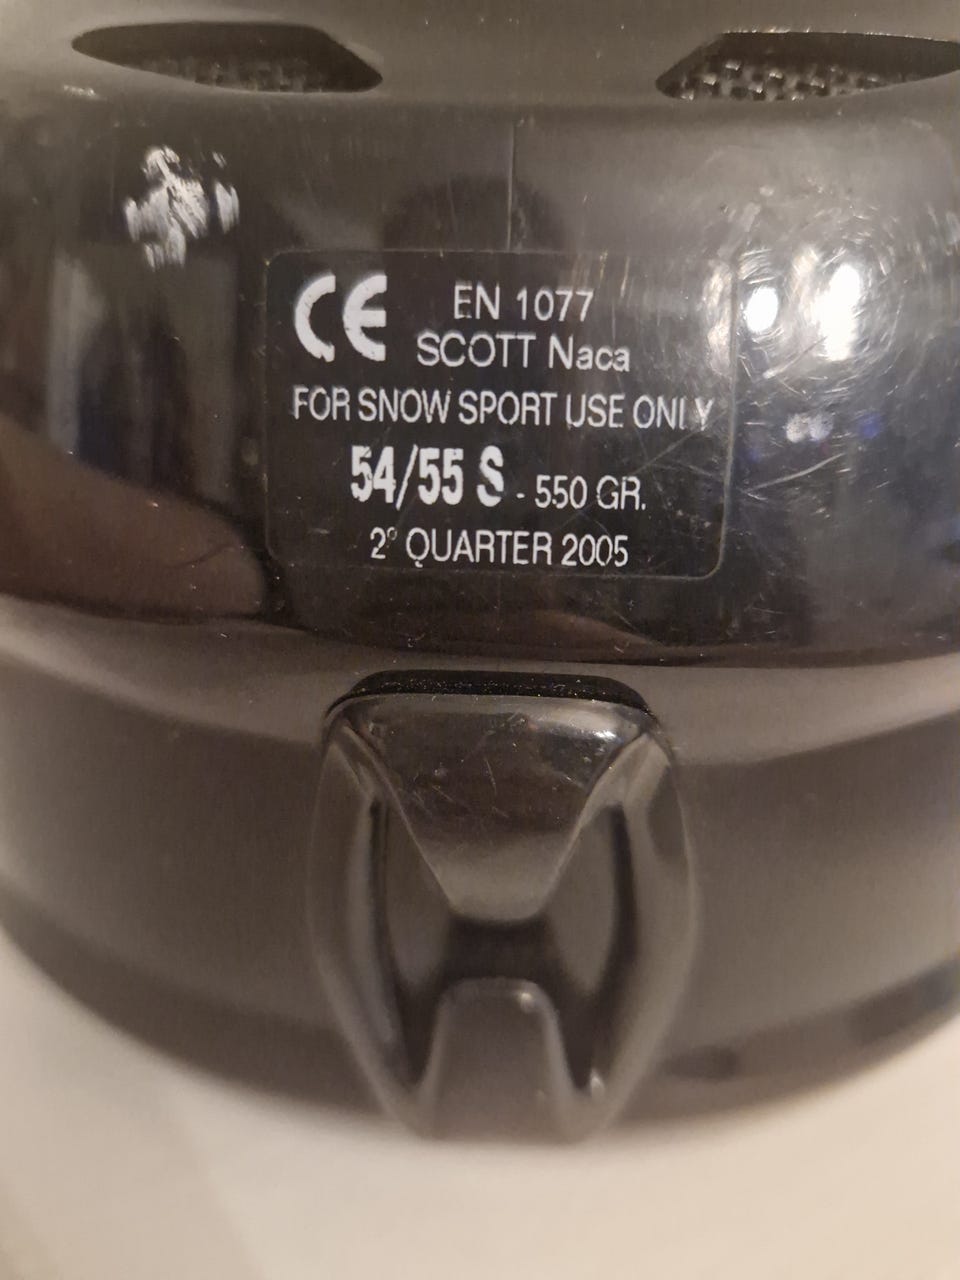 CE EN 1077
SCOTT Naca
FOR SNOW SPORT USE ONLY
54/55 S - 550 GR.
2° QUARTER 2005